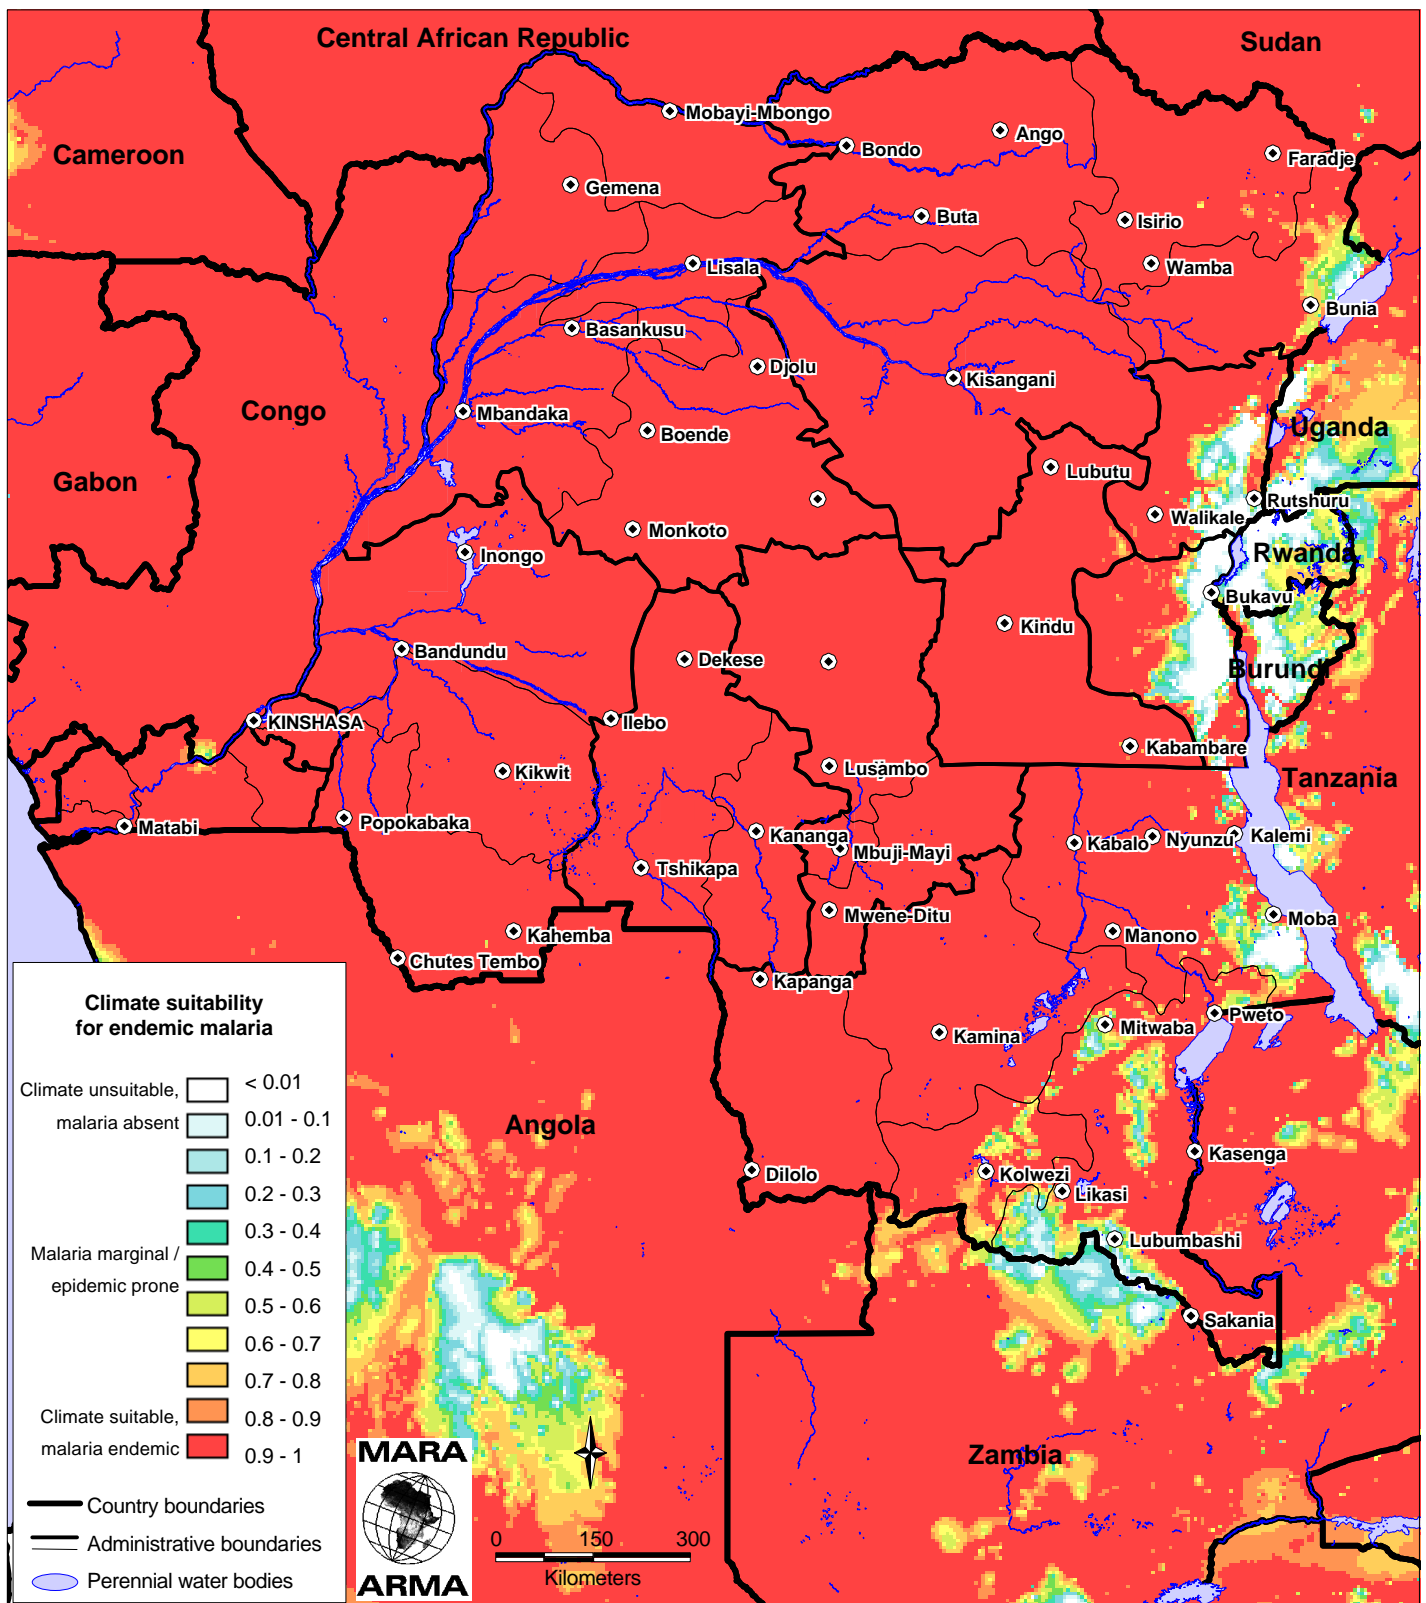 Central African Republic
Sudan
Mobayi-Mbongo
Ango
Cameroon
Bondo
Faradje
Gemena
Buta
Isirio
Lisala
Wamba
Bunia
Basankusu
Djolu
Kisangani
Congo
Mbandaka
Uganda
Boende
Lubutu
Gabon
Rutshuru
Walikale
Monkoto
Inongo
Rwanda
Bukavu
Kindu
Bandundu
Dekese
Burundi
KINSHASA
Ilebo
Kabambare
Kikwit
Lusambo
Tanzania
Matabi
Popokabaka
Kananga
Kabalo
Nyunzu
Kalemi
Mbuji-Mayi
Tshikapa
Mwene-Ditu
Moba
Kahemba
Manono
Chutes Tembo
Kapanga
Pweto
Mitwaba
Kamina
Angola
Kasenga
Dilolo
Kolwezi
Likasi
Lubumbashi
Sakania
Zambia
Climate suitability
for endemic malaria
Climate unsuitable,
malaria absent
< 0.01
0.01 - 0.1
0.1 - 0.2
0.2 - 0.3
0.3 - 0.4
Malaria marginal /
epidemic prone
0.4 - 0.5
0.5 - 0.6
0.6 - 0.7
0.7 - 0.8
Climate suitable,
malaria endemic
0.8 - 0.9
0.9 - 1
Country boundaries
Administrative boundaries
Perennial water bodies
MARA
ARMA
0 150 300
Kilometers